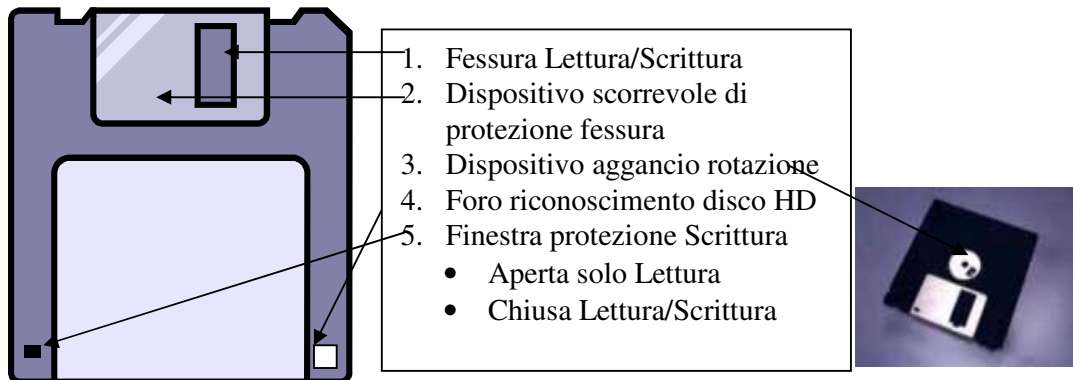 1. Fessura Lettura/Scrittura
2. Dispositivo scorrevole di
protezione fessura
3. Dispositivo aggancio rotazione
4. Foro riconoscimento disco HD
5. Finestra protezione Scrittura
• Aperta solo Lettura
• Chiusa Lettura/Scrittura